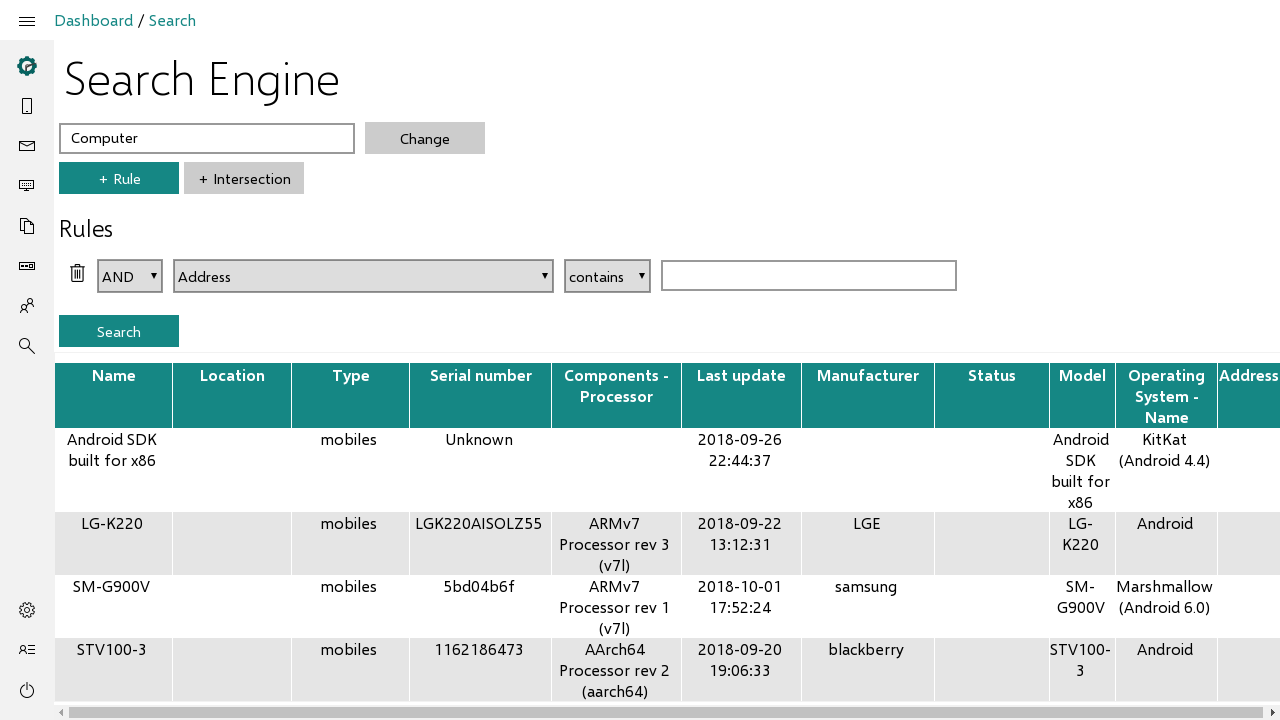 Dashboard / Search
Search Engine
Computer
Change
+ Rule
+ Intersection
Rules
AND
Address
contains
Search
Name Location Type Serial number Components - Processor Last update Manufacturer Status Model Operating System - Name Address
Android SDK built for x86 mobiles Unknown 2018-09-26 22:44:37 Android SDK built for x86 KitKat (Android 4.4)
LG-K220 mobiles LGK220AISOLZ55 ARMv7 Processor rev 3 (v7l) 2018-09-22 13:12:31 LGE LG-K220 Android
SM-G900V mobiles 5bd04b6f ARMv7 Processor rev 1 (v7l) 2018-10-01 17:52:24 samsung SM-G900V Marshmallow (Android 6.0)
STV100-3 mobiles 1162186473 AArch64 Processor rev 2 (aarch64) 2018-09-20 19:06:33 blackberry STV100-3 Android